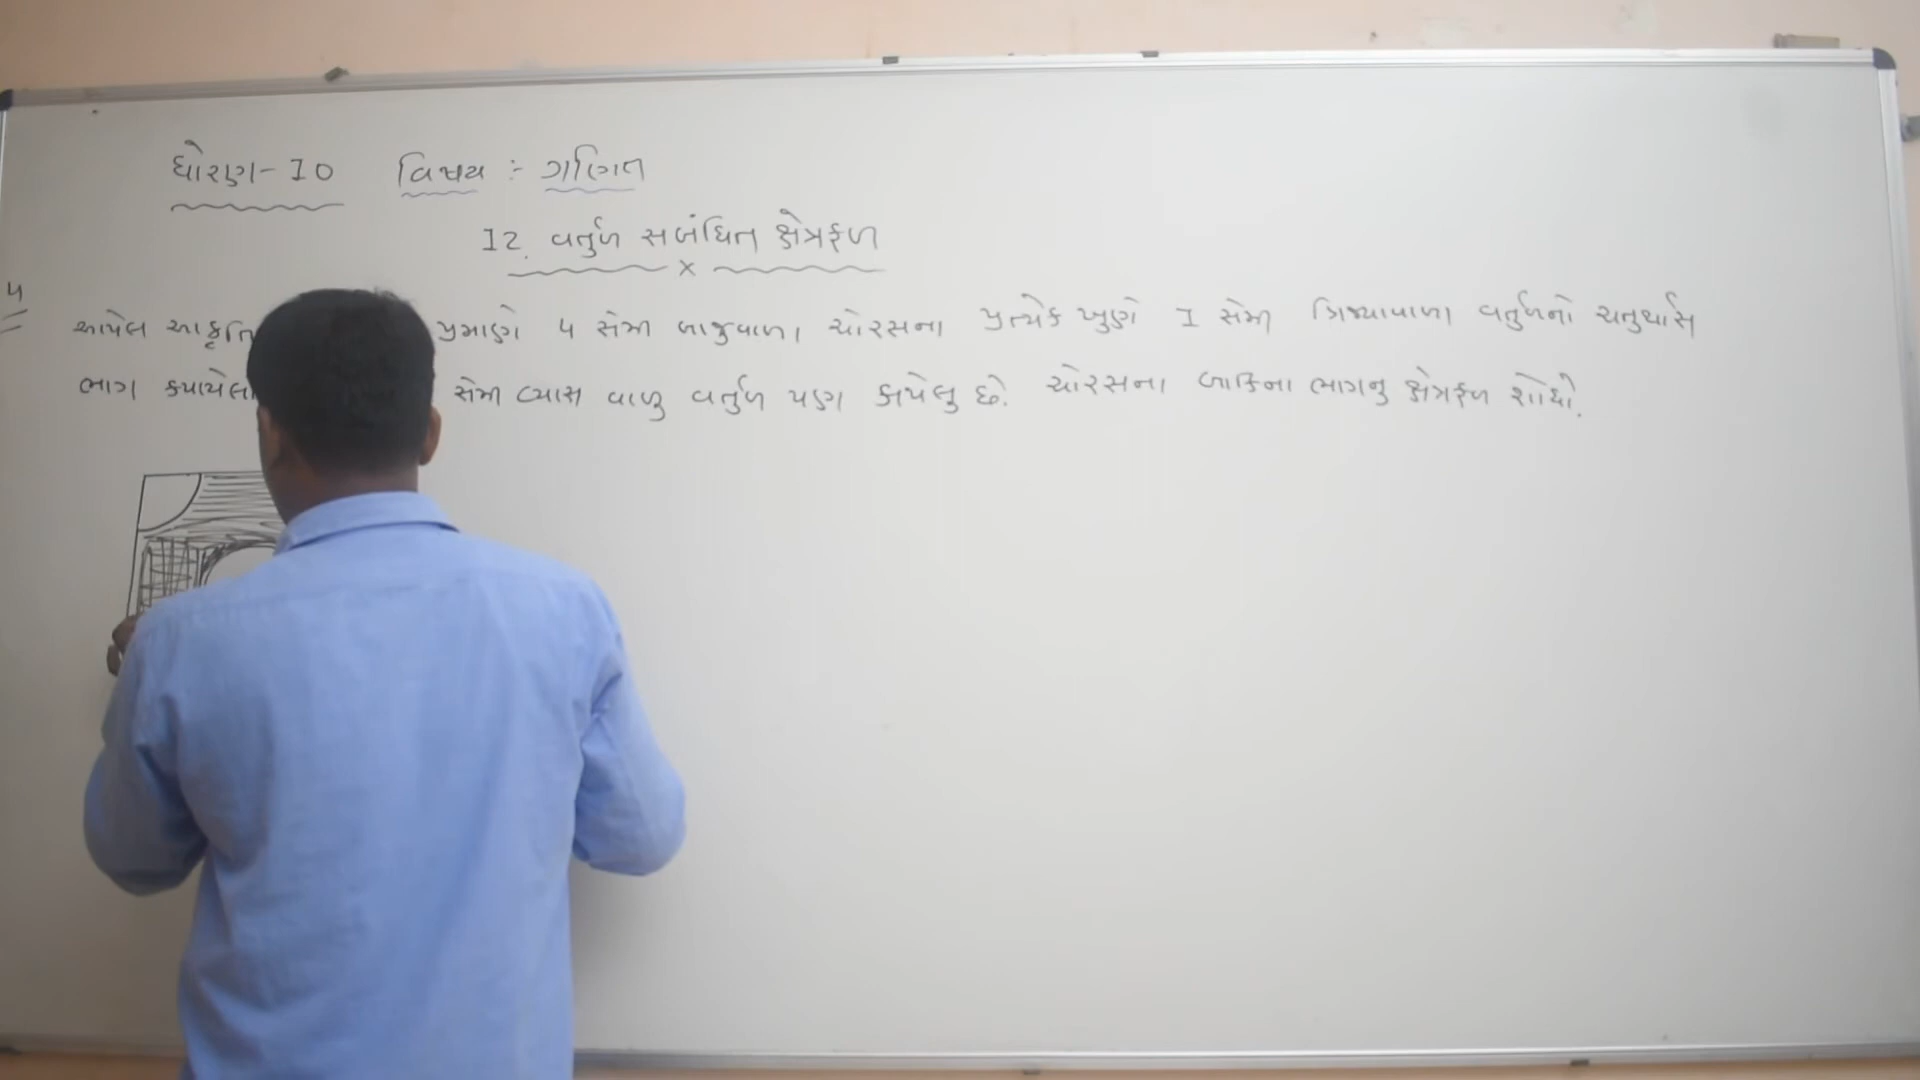 ધોરણ-10 વિષય :- ગણિત
12. વર્તુળ સબંધિત ક્ષેત્રફળ
x
5
આપેલ આકૃતિ પ્રમાણે 4 સેમી બાજુવાળા ચોરસના પ્રત્યેક ખુણે 1 સેમી ત્રિજ્યાવાળા વર્તુળનો ચતુર્થાસ
ભાગ કપાયેલા સેમી વ્યાસ વાળુ વર્તુળ પણ કાપેલુ છે. ચોરસના બાકિના ભાગનુ ક્ષેત્રફળ શોધો.